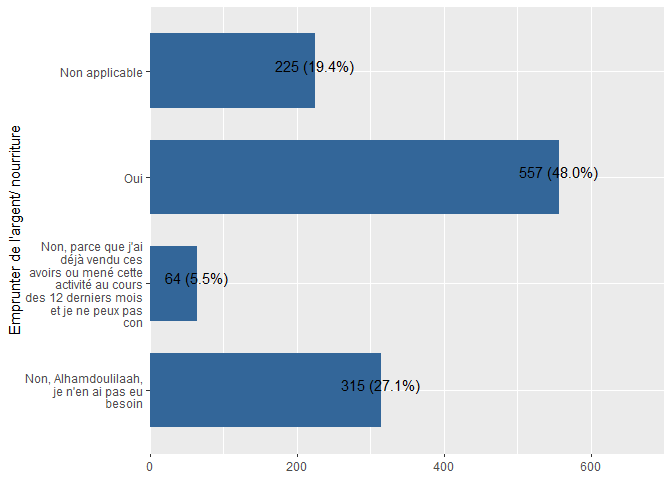 Emprunter de l'argent/ nourriture
Non applicable
225 (19.4%)
Oui
557 (48.0%)
Non, parce que j'ai
déjà vendu ces
avoirs ou mené cette
activité au cours
des 12 derniers mois
et je ne peux pas
con
64 (5.5%)
Non, Alhamdoulilaah,
je n'en ai pas eu
besoin
315 (27.1%)
0
200
400
600